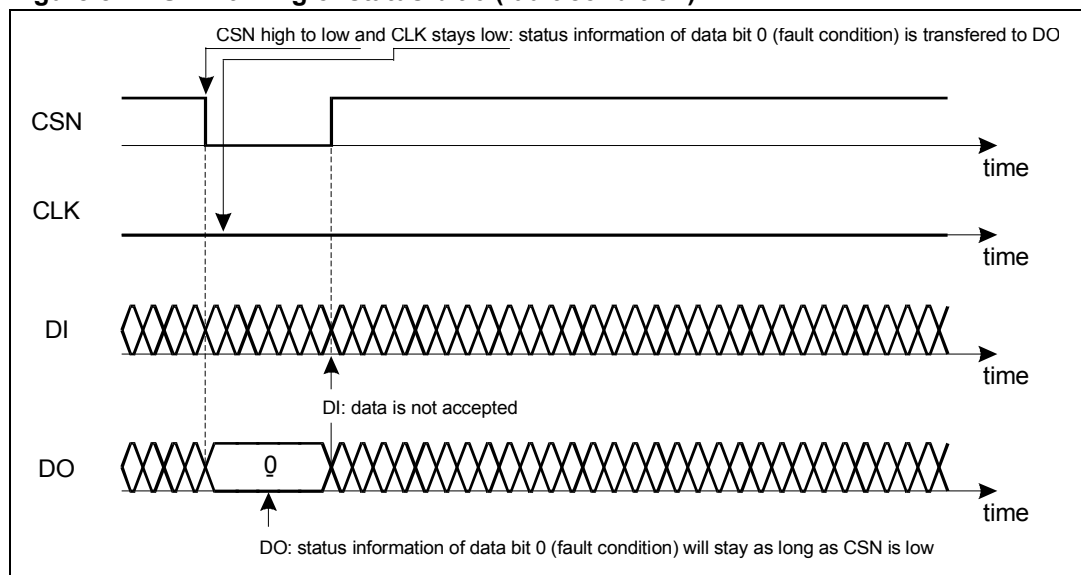 CSN high to low and CLK stays low: status information of data bit 0 (fault condition) is transfered to DO
CSN
time
CLK
time
DI
time
DI: data is not accepted
DO
0
time
DO: status information of data bit 0 (fault condition) will stay as long as CSN is low